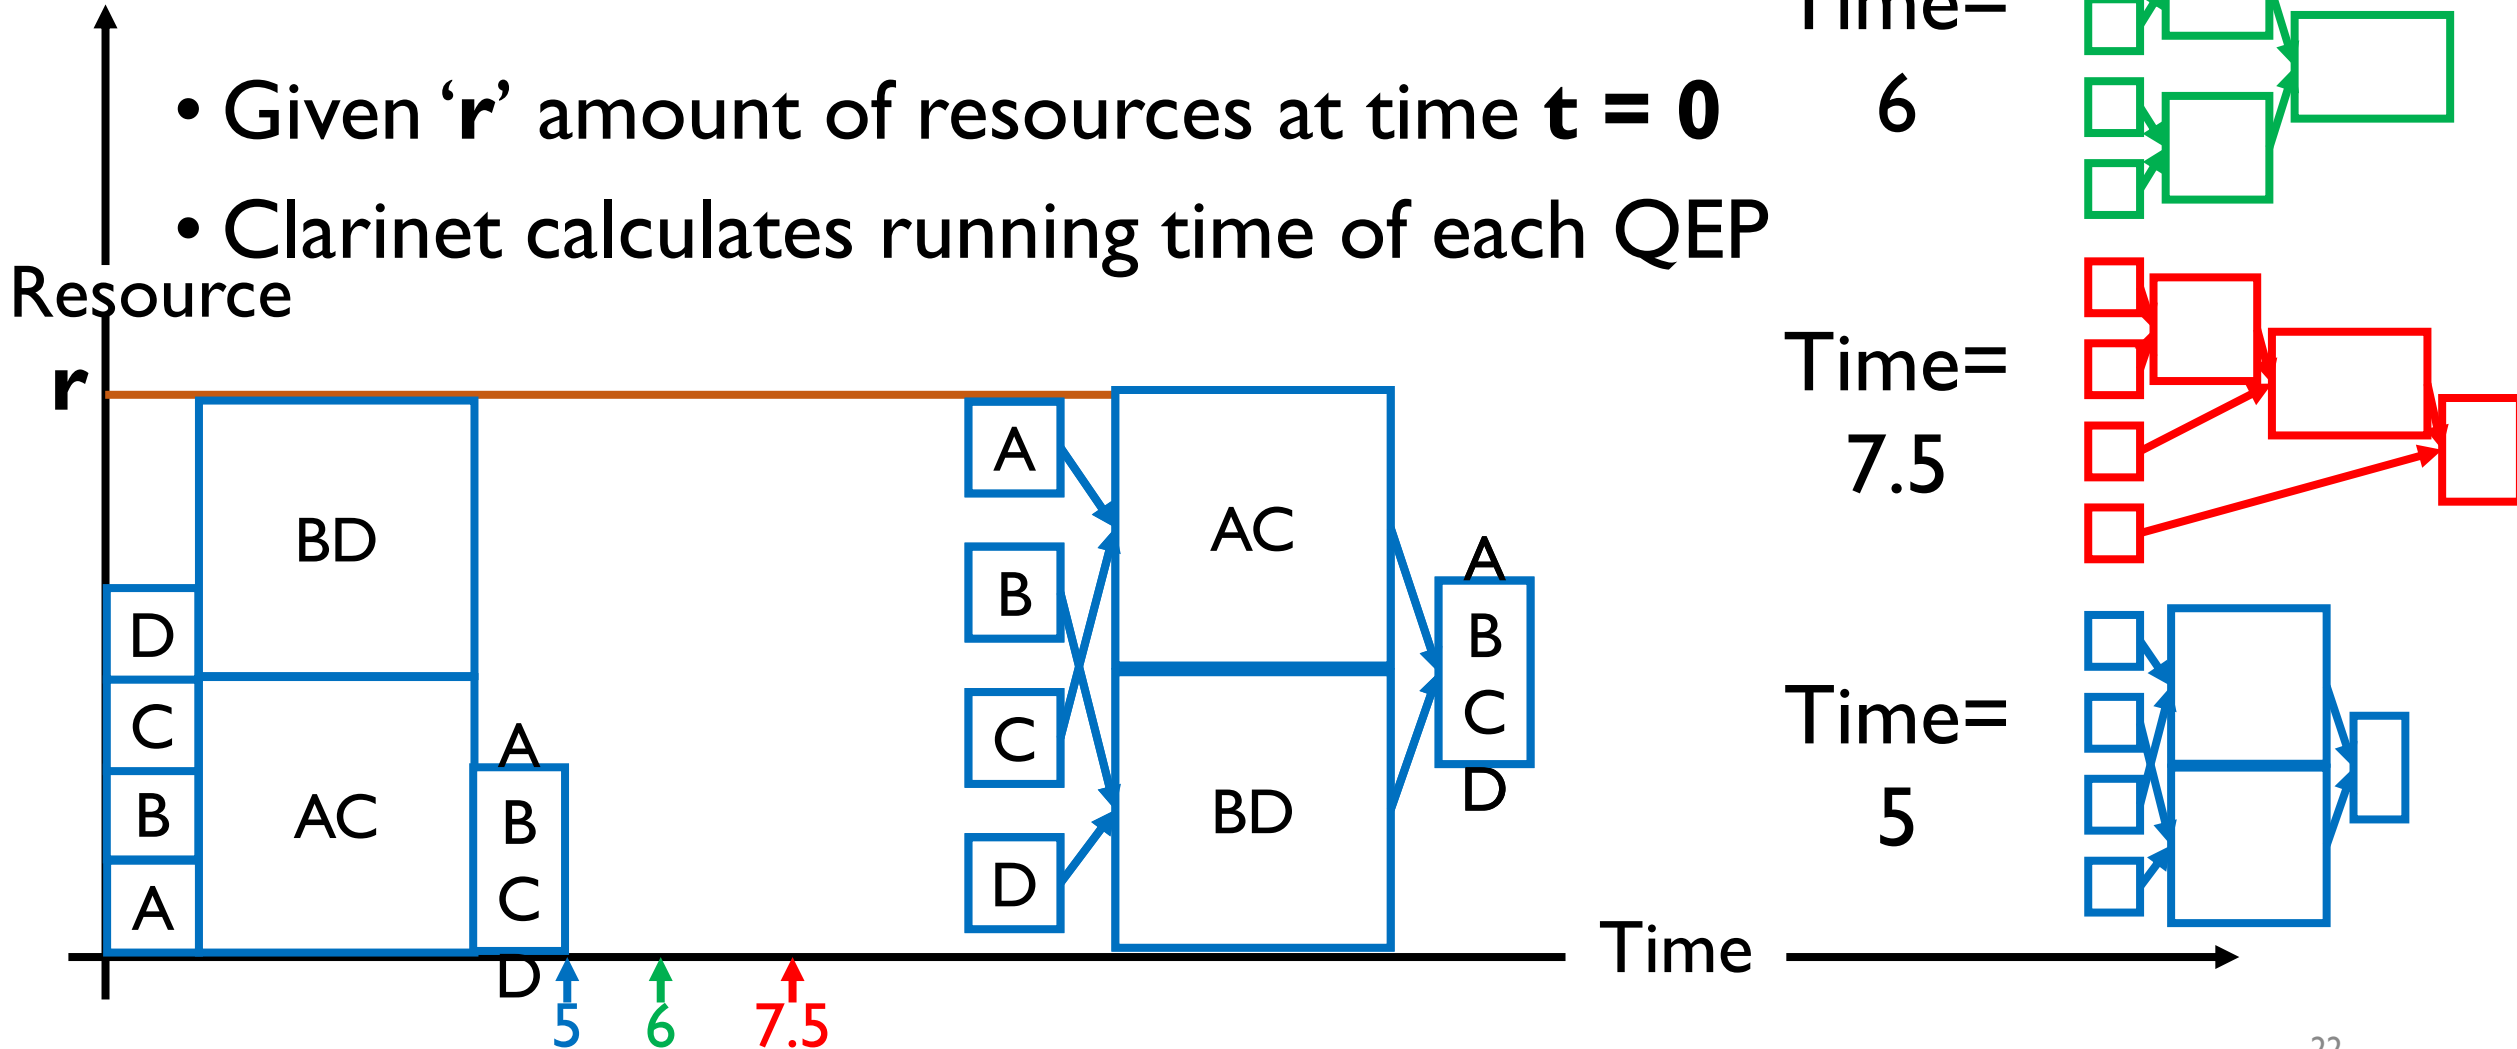 Time=
6
• Given ‘r’ amount of resources at time t = 0
• Clarinet calculates running time of each QEP
Resource
r
Time=
7.5
BD
D
C
B
AC
A
A
B
C
D
A
B
C
D
AC
BD
A
B
C
D
Time=
5
Time
5
6
7.5
22